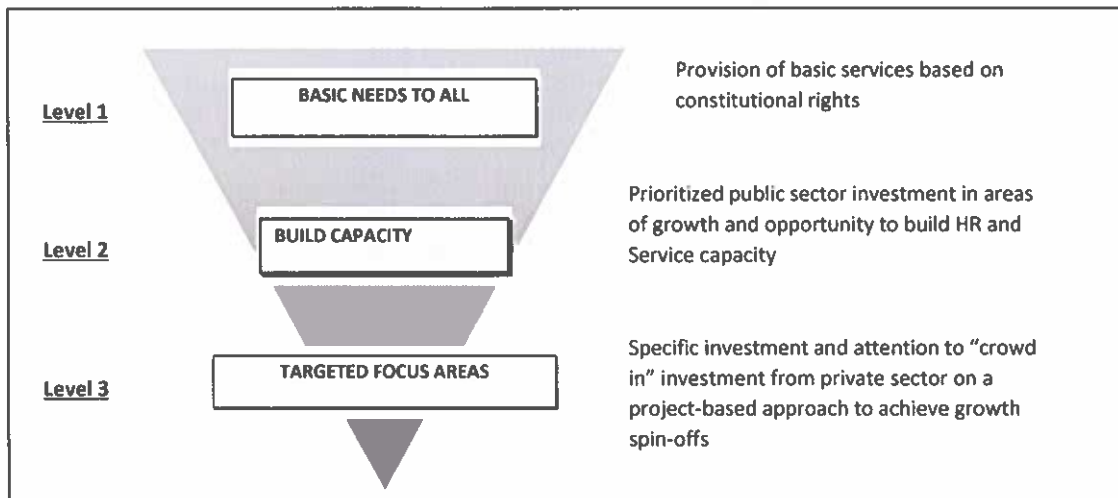 Level 1
BASIC NEEDS TO ALL
Provision of basic services based on
constitutional rights
Level 2
BUILD CAPACITY
Prioritized public sector investment in areas
of growth and opportunity to build HR and
Service capacity
Level 3
TARGETED FOCUS AREAS
Specific investment and attention to “crowd
in” investment from private sector on a
project-based approach to achieve growth
spin-offs